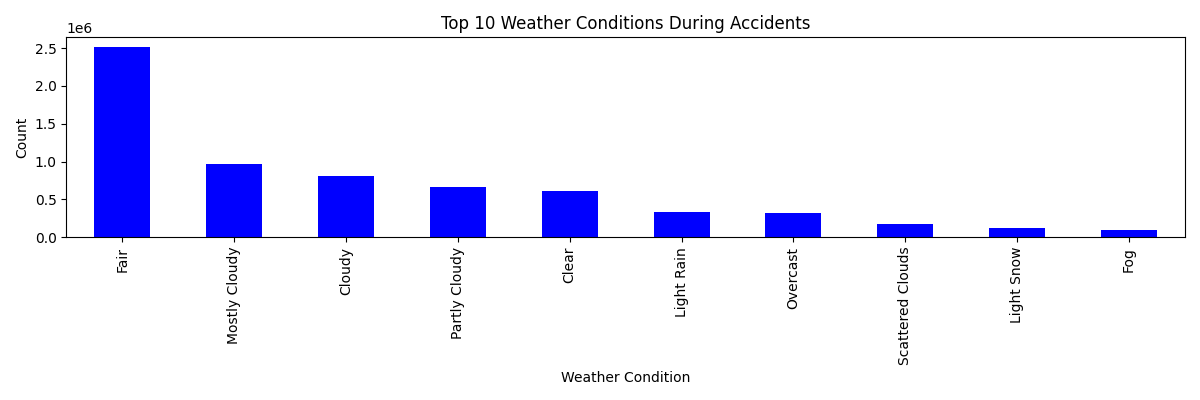 Top 10 Weather Conditions During Accidents
1e6
2.5
2.0
1.5
1.0
0.5
0.0
Count
Fair
Mostly Cloudy
Cloudy
Partly Cloudy
Clear
Light Rain
Overcast
Scattered Clouds
Light Snow
Fog
Weather Condition